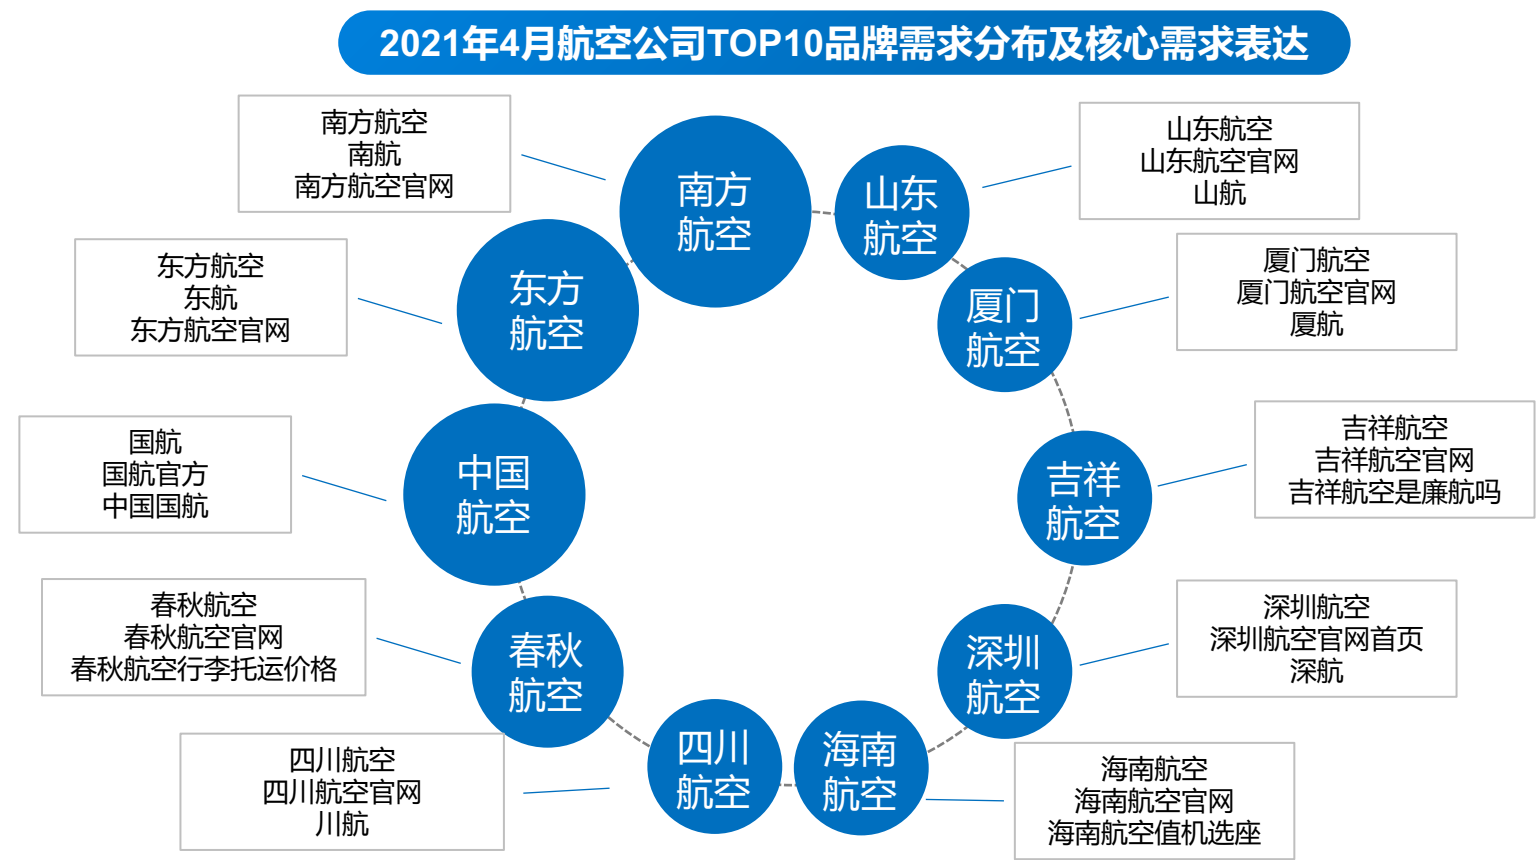 2021年4月航空公司TOP10品牌需求分布及核心需求表达
南方航空
南航
南方航空官网
南方
航空
山东
航空
山东航空
山东航空官网
山航
东方航空
东航
东方航空官网
东方
航空
厦门
航空
厦门航空
厦门航空官网
厦航
国航
国航官方
中国国航
中国
航空
吉祥
航空
吉祥航空
吉祥航空官网
吉祥航空是廉航吗
春秋航空
春秋航空官网
春秋航空行李托运价格
春秋
航空
深圳
航空
深圳航空
深圳航空官网首页
深航
四川航空
四川航空官网
川航
四川
航空
海南
航空
海南航空
海南航空官网
海南航空值机选座